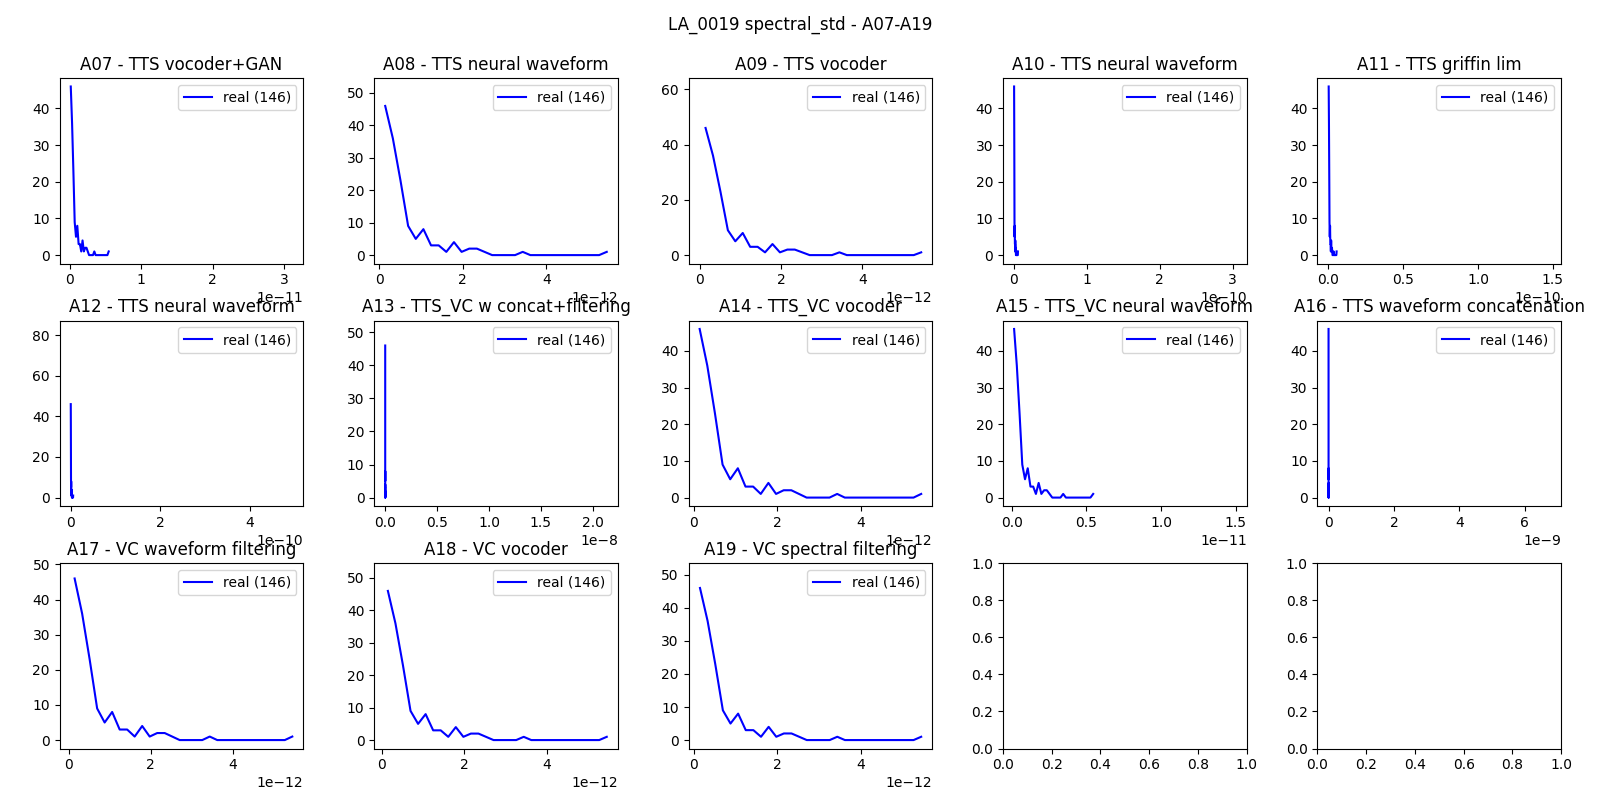 LA_0019 spectral_std - A07-A19
A07 - TTS vocoder+GAN
A08 - TTS neural waveform
A09 - TTS vocoder
A10 - TTS neural waveform
A11 - TTS griffin lim
real (146)
real (146)
real (146)
real (146)
real (146)
40
30
20
10
0
50
40
30
20
10
0
60
40
20
0
40
30
20
10
0
40
30
20
10
0
0 1 2 3
1e−11
0 2 4
1e−12
0 2 4
1e−12
0 1 2 3
1e−10
0.0 0.5 1.0 1.5
1e−10
A12 - TTS neural waveform
A13 - TTS_VC w concat+filtering
A14 - TTS_VC vocoder
A15 - TTS_VC neural waveform
A16 - TTS waveform concatenation
real (146)
real (146)
real (146)
real (146)
real (146)
80
60
40
20
0
50
40
30
20
10
0
40
30
20
10
0
40
30
20
10
0
40
30
20
10
0
0 2 4
1e−10
0.0 0.5 1.0 1.5 2.0
1e−8
0 2 4
1e−12
0.0 0.5 1.0 1.5
1e−11
0 2 4 6
1e−9
A17 - VC waveform filtering
A18 - VC vocoder
A19 - VC spectral filtering
real (146)
real (146)
real (146)
50
40
30
20
10
0
50
40
30
20
10
0
50
40
30
20
10
0
1.0
0.8
0.6
0.4
0.2
0.0
1.0
0.8
0.6
0.4
0.2
0.0
0 2 4
1e−12
0 2 4
1e−12
0 2 4
1e−12
0.0 0.2 0.4 0.6 0.8 1.0
0.0 0.2 0.4 0.6 0.8 1.0